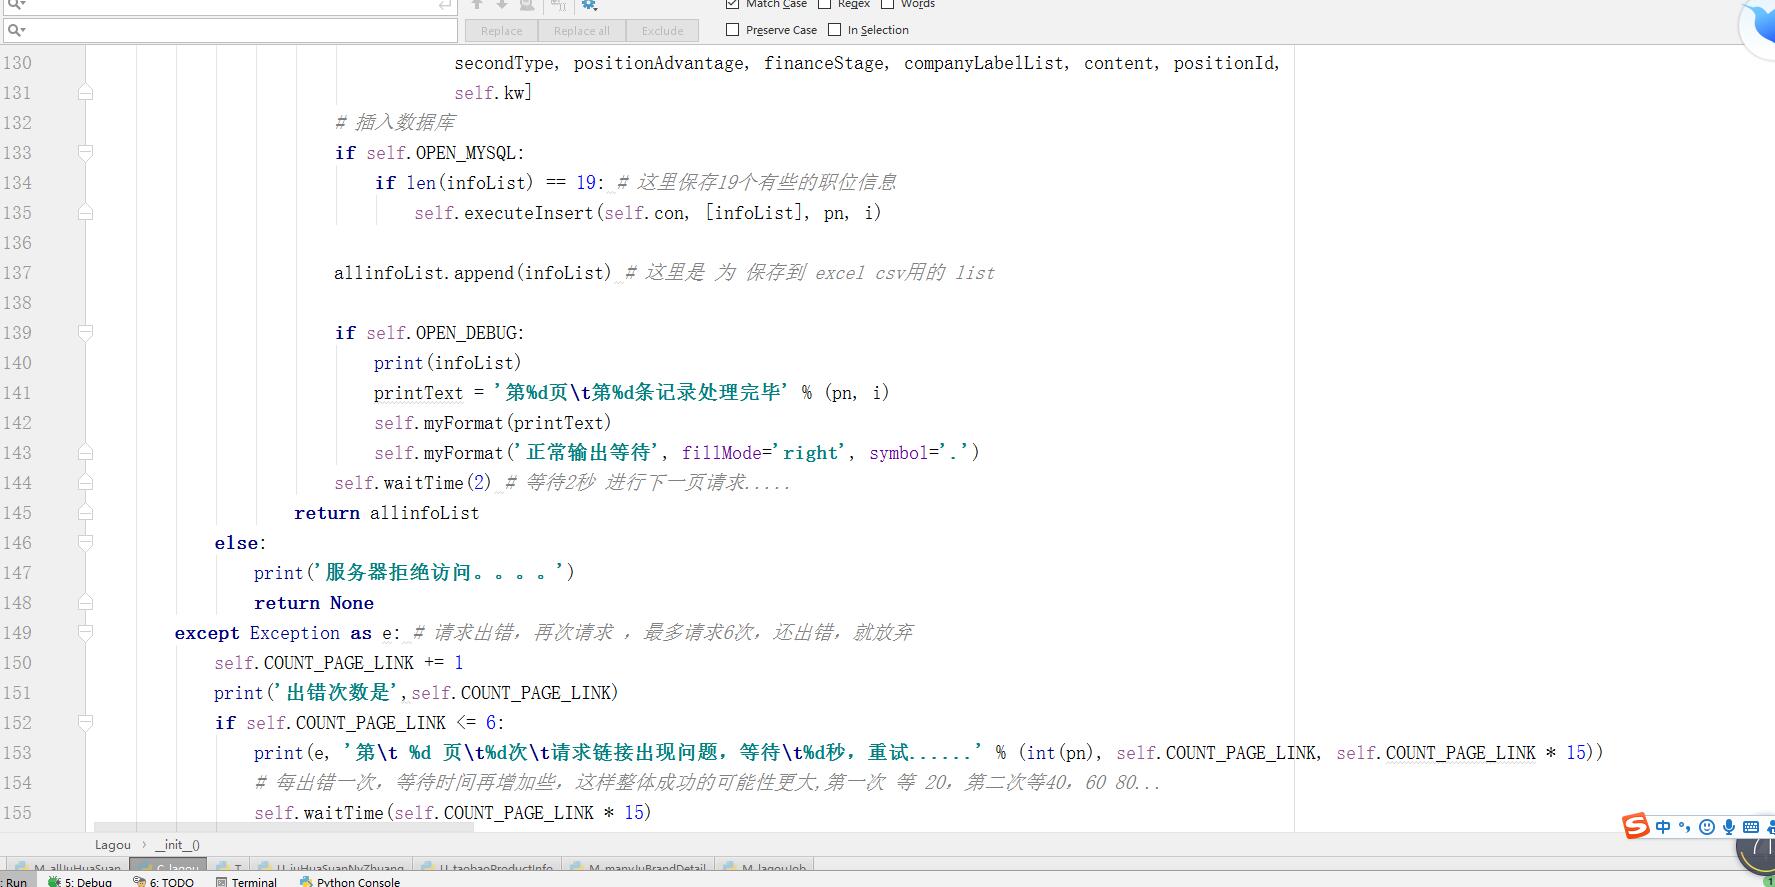 Match Case Regex Words
Replace Replace all Exclude Preserve Case In Selection
130 secondType, positionAdvantage, financeStage, companyLabelList, content, positionId,
131 self.kw]
132 # 插入数据库
133 if self.OPEN_MYSQL:
134 if len(infoList) == 19: # 这里保存19个有些的职位信息
135 self.executeInsert(self.con, [infoList], pn, i)
136
137 allinfoList.append(infoList) # 这里是 为 保存到 excel csv用的 list
138
139 if self.OPEN_DEBUG:
140 print(infoList)
141 printText = '第%d页\t第%d条记录处理完毕' % (pn, i)
142 self.myFormat(printText)
143 self.myFormat('正常输出等待', fillMode='right', symbol='.')
144 self.waitTime(2) # 等待2秒 进行下一页请求.....
145 return allinfoList
146 else:
147 print('服务器拒绝访问。。。。')
148 return None
149 except Exception as e: # 请求出错，再次请求 ，最多请求6次，还出错，就放弃
150 self.COUNT_PAGE_LINK += 1
151 print('出错次数是',self.COUNT_PAGE_LINK)
152 if self.COUNT_PAGE_LINK <= 6:
153 print(e, '第\t %d 页\t%d次\t请求链接出现问题，等待\t%d秒，重试......' % (int(pn), self.COUNT_PAGE_LINK, self.COUNT_PAGE_LINK * 15))
154 # 每出错一次，等待时间再增加些，这样整体成功的可能性更大,第一次 等 20，第二次等40，60 80...
155 self.waitTime(self.COUNT_PAGE_LINK * 15)
Lagou › __init__()
中
: Run 5: Debug 6: TODO Terminal Python Console